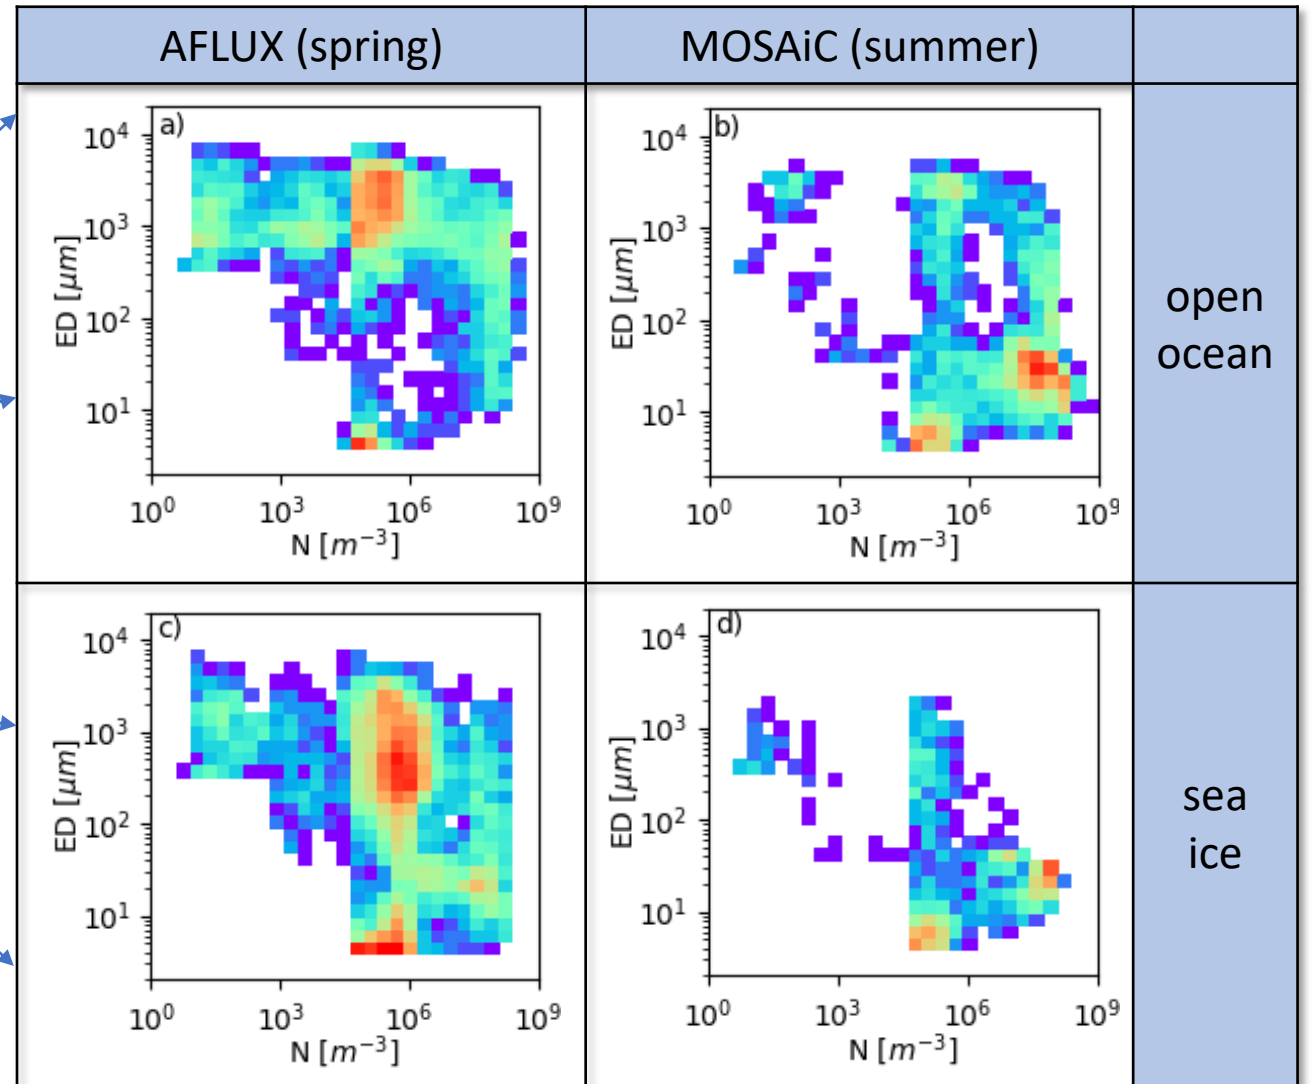 AFLUX (spring)
MOSAiC (summer)
a)
10⁴
10³
10²
10¹
ED [μm]
10⁰
10³
10⁶
10⁹
N [m⁻³]
b)
10⁴
10³
10²
10¹
ED [μm]
10⁰
10³
10⁶
10⁹
N [m⁻³]
open
ocean
c)
10⁴
10³
10²
10¹
ED [μm]
10⁰
10³
10⁶
10⁹
N [m⁻³]
d)
10⁴
10³
10²
10¹
ED [μm]
10⁰
10³
10⁶
10⁹
N [m⁻³]
sea
ice